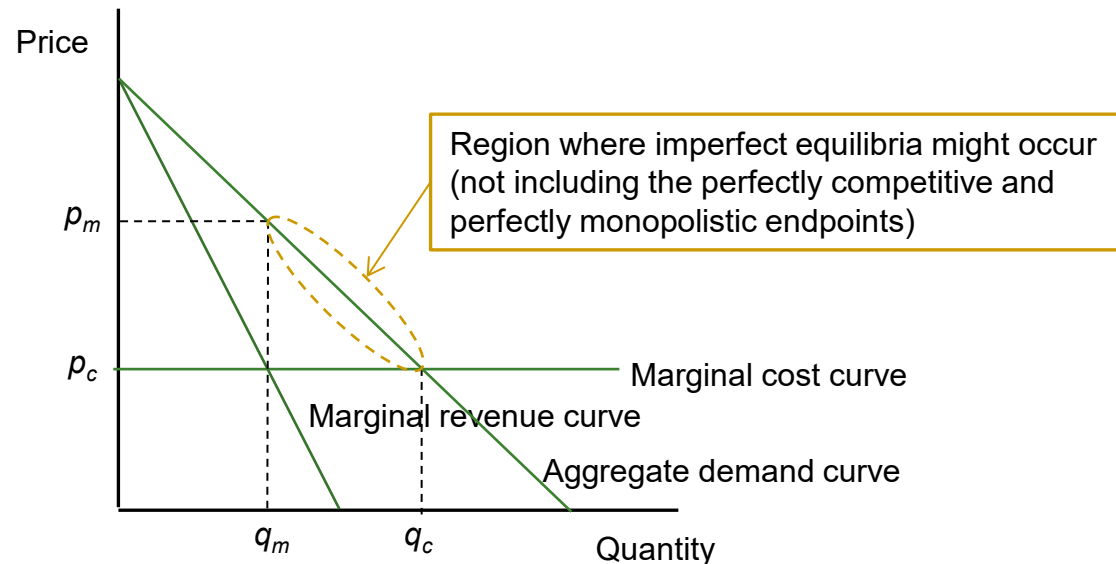 Price
Region where imperfect equilibria might occur
(not including the perfectly competitive and
perfectly monopolistic endpoints)
pm
pc
Marginal cost curve
Marginal revenue curve
Aggregate demand curve
qm
qc
Quantity